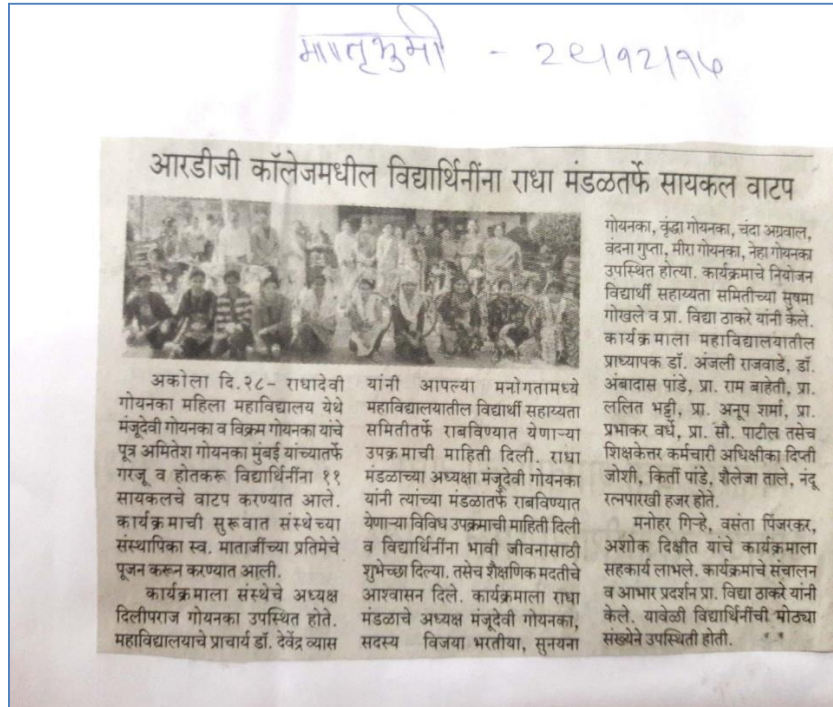 मातृभुमी - २९/१२/१७
आरडीजी कॉलेजमधील विद्यार्थिनींना राधा मंडळतर्फे सायकल वाटप
अकोला दि.२८- राधादेवी
गोयनका महिला महाविद्यालय येथे
मंजूदेवी गोयनका व विक्रम गोयनका यांचे
पूत्र अमितेश गोयनका मुंबई यांच्यातर्फे
गरजू व होतकरू विद्यार्थिनींना ११
सायकलचे वाटप करण्यात आले.
कार्यक्रमाची सुरूवात संस्थेच्या
संस्थापिका स्व. माताजींच्या प्रतिमेचे
पूजन करून करण्यात आली.
कार्यक्रमाला संस्थेचे अध्यक्ष
दिलीपराज गोयनका उपस्थित होते.
महाविद्यालयाचे प्राचार्य डॉ. देवेंद्र व्यास
यांनी आपल्या मनोगतामध्ये
महाविद्यालयातील विद्यार्थी सहाय्यता
समितीतर्फे राबविण्यात येणाऱ्या
उपक्रमाची माहिती दिली. राधा
मंडळाच्या अध्यक्षा मंजूदेवी गोयनका
यांनी त्यांच्या मंडळातर्फे राबविण्यात
येणाऱ्या विविध उपक्रमाची माहिती दिली
व विद्यार्थिनींना भावी जीवनासाठी
शुभेच्छा दिल्या. तसेच शैक्षणिक मदतीचे
आश्वासन दिले. कार्यक्रमाला राधा
मंडळाचे अध्यक्ष मंजूदेवी गोयनका,
सदस्य विजया भरतीया, सुनयना
गोयनका, वृंद्धा गोयनका, चंदा अग्रवाल,
वंदना गुप्ता, मीरा गोयनका, नेहा गोयनका
उपस्थित होत्या. कार्यक्रमाचे नियोजन
विद्यार्थी सहाय्यता समितीच्या सुषमा
गोखले व प्रा. विद्या ठाकरे यांनी केले.
कार्यक्रमाला महाविद्यालयातील
प्राध्यापक डॉ. अंजली राजवाडे, डॉ.
अंबादास पांडे, प्रा. राम बाहेती, प्रा.
ललित भट्टी, प्रा. अनूप शर्मा, प्रा.
प्रभाकर वर्धे, प्रा. सौ. पाटील तसेच
शिक्षकेत्तर कर्मचारी अधिक्षीका दिप्ती
जोशी, किर्ती पांडे, शैलेजा ताले, नंदू
रत्नपारखी हजर होते.
मनोहर गिऱ्हे, वसंता पिंजरकर,
अशोक दिक्षीत यांचे कार्यक्रमाला
सहकार्य लाभले. कार्यक्रमाचे संचालन
व आभार प्रदर्शन प्रा. विद्या ठाकरे यांनी
केले. यावेळी विद्यार्थिनींची मोठ्या
संख्येने उपस्थिती होती.